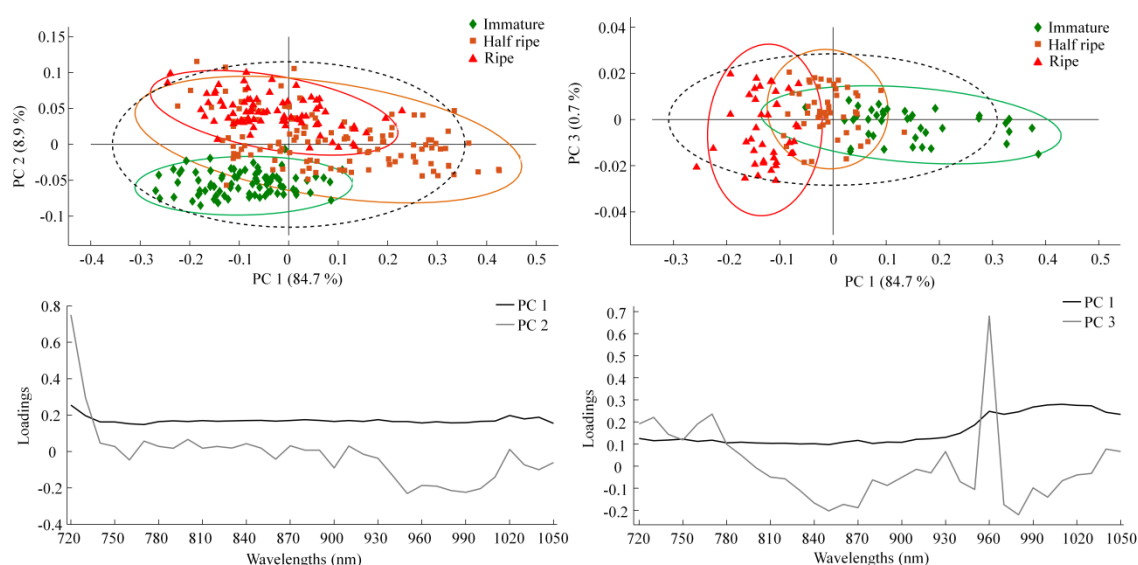 Immature
Half ripe
Ripe
0.15
0.1
0.05
0
-0.05
-0.1
PC 2 (8.9 %)
-0.4 -0.3 -0.2 -0.1 0 0.1 0.2 0.3 0.4 0.5
PC 1 (84.7 %)
Immature
Half ripe
Ripe
0.04
0.02
0
-0.02
-0.04
PC 3 (0.7 %)
-0.3 -0.2 -0.1 0 0.1 0.2 0.3 0.4 0.5
PC 1 (84.7 %)
PC 1
PC 2
0.8
0.6
0.4
0.2
0
-0.2
-0.4
Loadings
720 750 780 810 840 870 900 930 960 990 1020 1050
Wavelengths (nm)
PC 1
PC 3
0.7
0.5
0.4
0.3
0.2
0.1
0
-0.1
-0.2
Loadings
720 750 780 810 840 870 900 930 960 990 1020 1050
Wavelengths (nm)